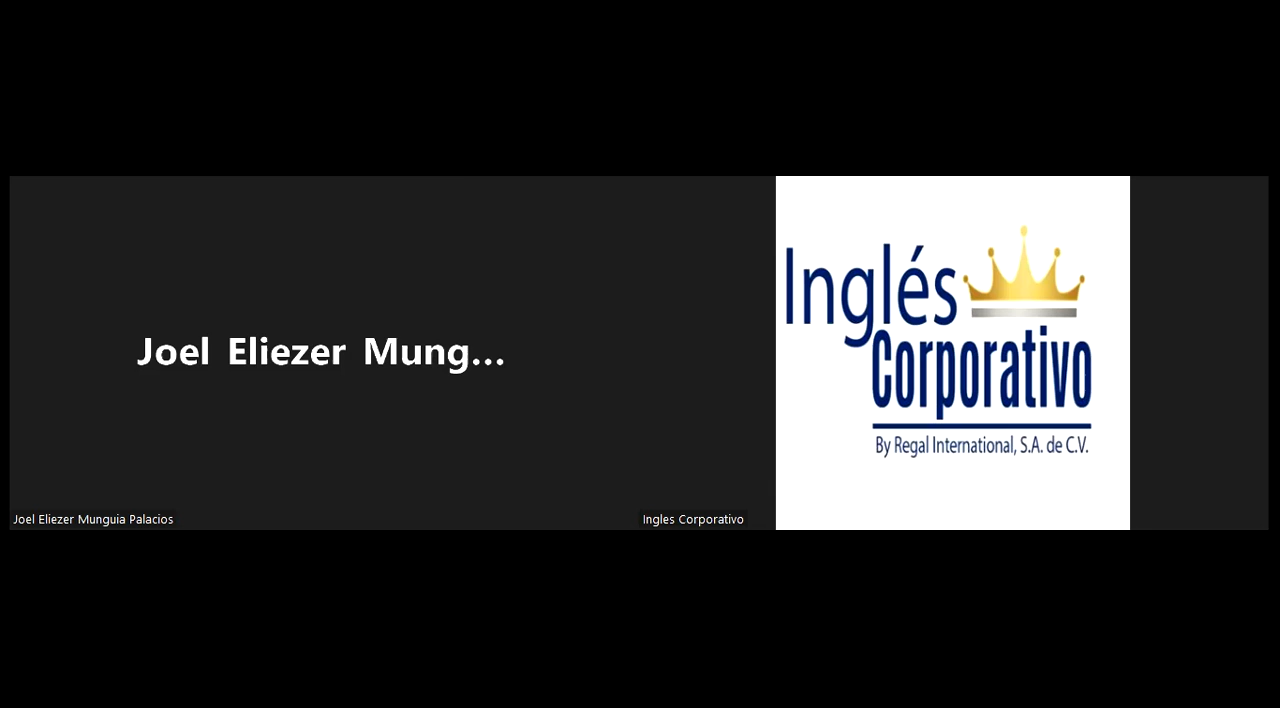 Joel Eliezer Mung...
Joel Eliezer Munguia Palacios
Inglés
Corporativo
By Regal International, S.A. de C.V.
Ingles Corporativo